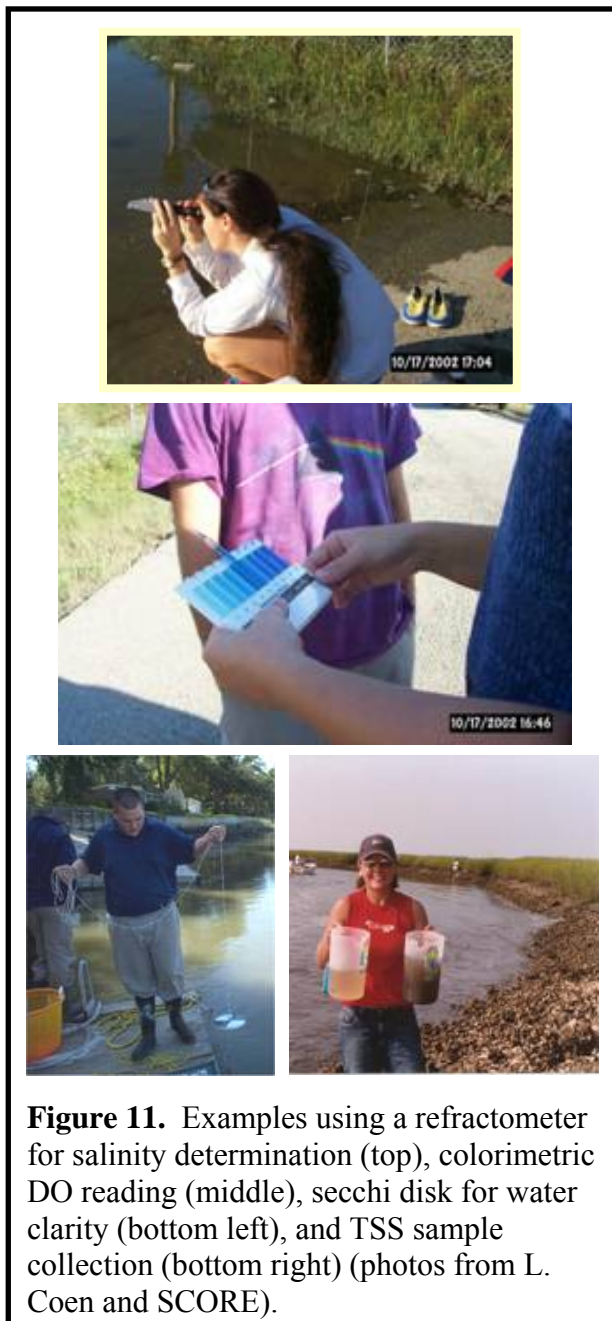 10/17/2002 17:04
10/17/2002 16:46
Figure 11. Examples using a refractometer
for salinity determination (top), colorimetric
DO reading (middle), secchi disk for water
clarity (bottom left), and TSS sample
collection (bottom right) (photos from L.
Coen and SCORE).